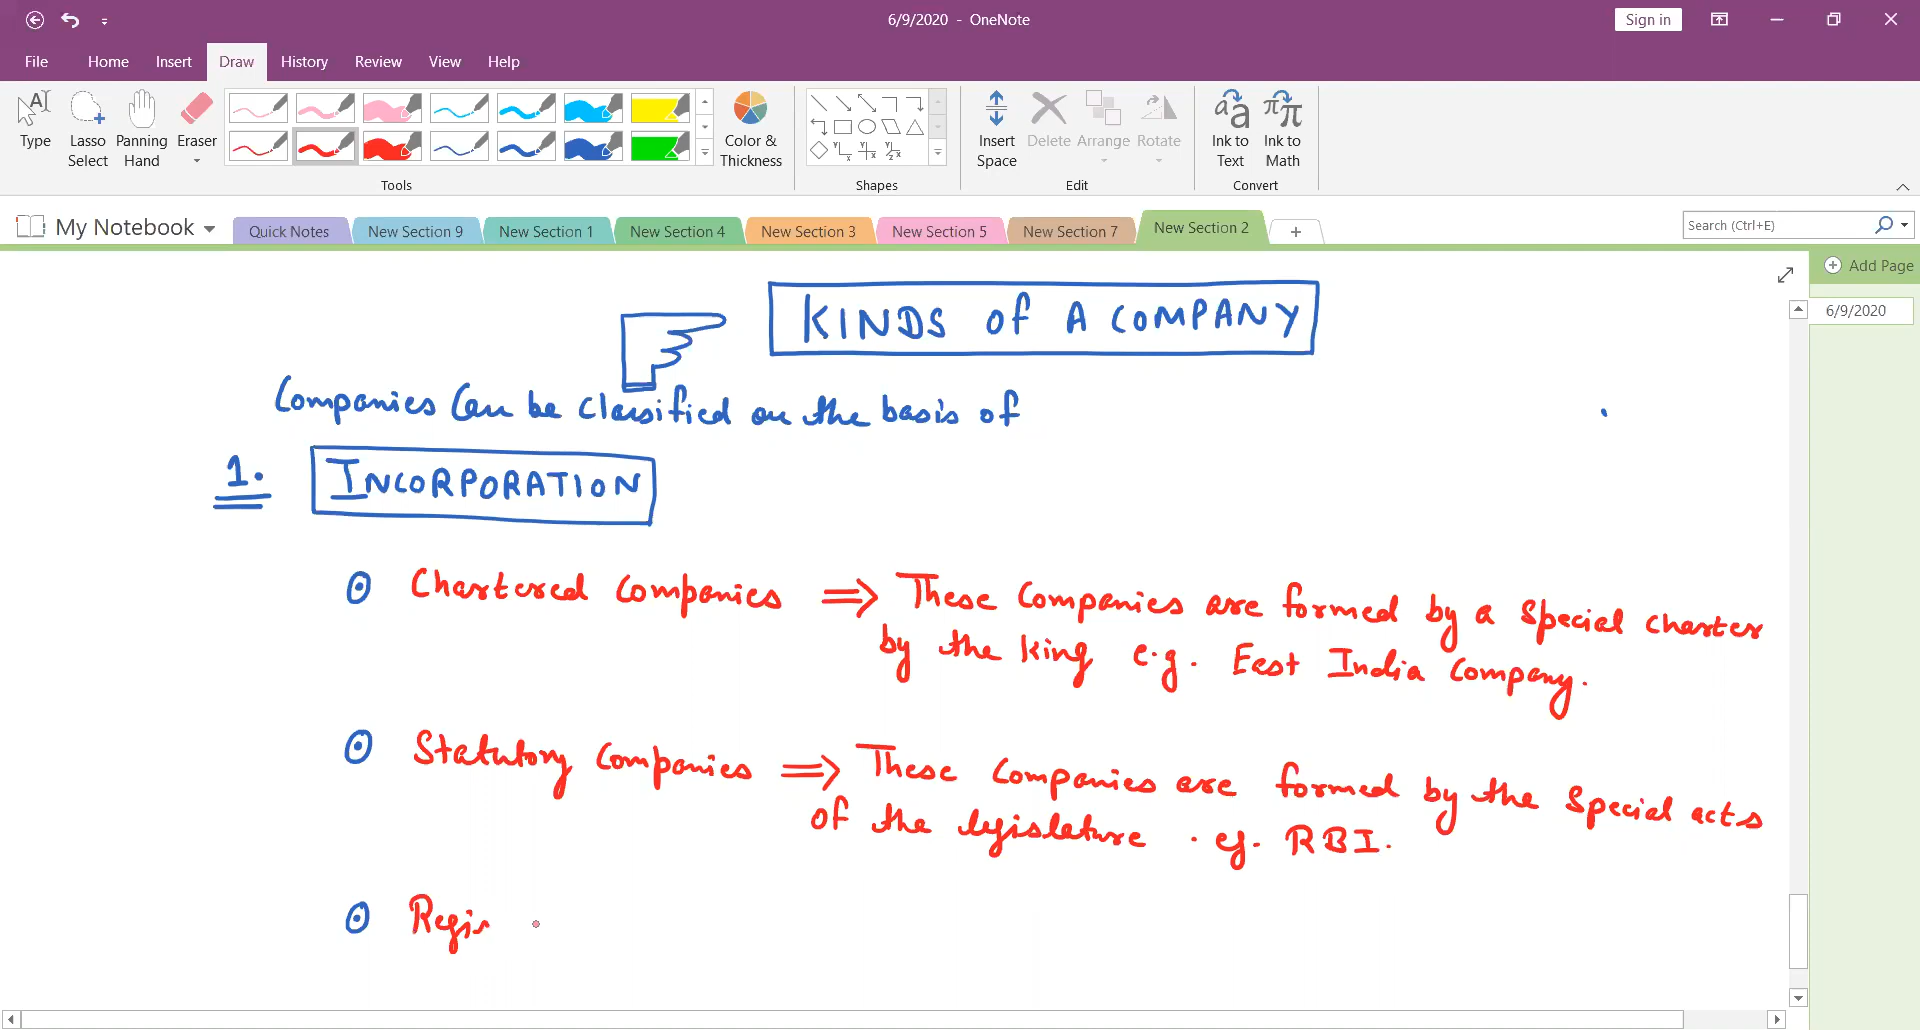 6/9/2020 - OneNote
Sign in
File Home Insert Draw History Review View Help
Type
Lasso Select
Panning Hand
Eraser
Color & Thickness
Insert Space
Delete
Arrange
Rotate
Ink to Text
Ink to Math
Tools
Shapes
Edit
Convert
My Notebook
Quick Notes
New Section 9
New Section 1
New Section 4
New Section 3
New Section 5
New Section 7
New Section 2
Search (Ctrl+E)
Add Page
6/9/2020
KINDS of A COMPANY
Companies Can be classified on the basis of
1. INCORPORATION
Chartered Companies ⇒ These Companies are formed by a special charter
by the King e.g. East India Company.
Statutory Companies ⇒ These Companies are formed by the special acts
of the legislature. eg. RBI.
Regis